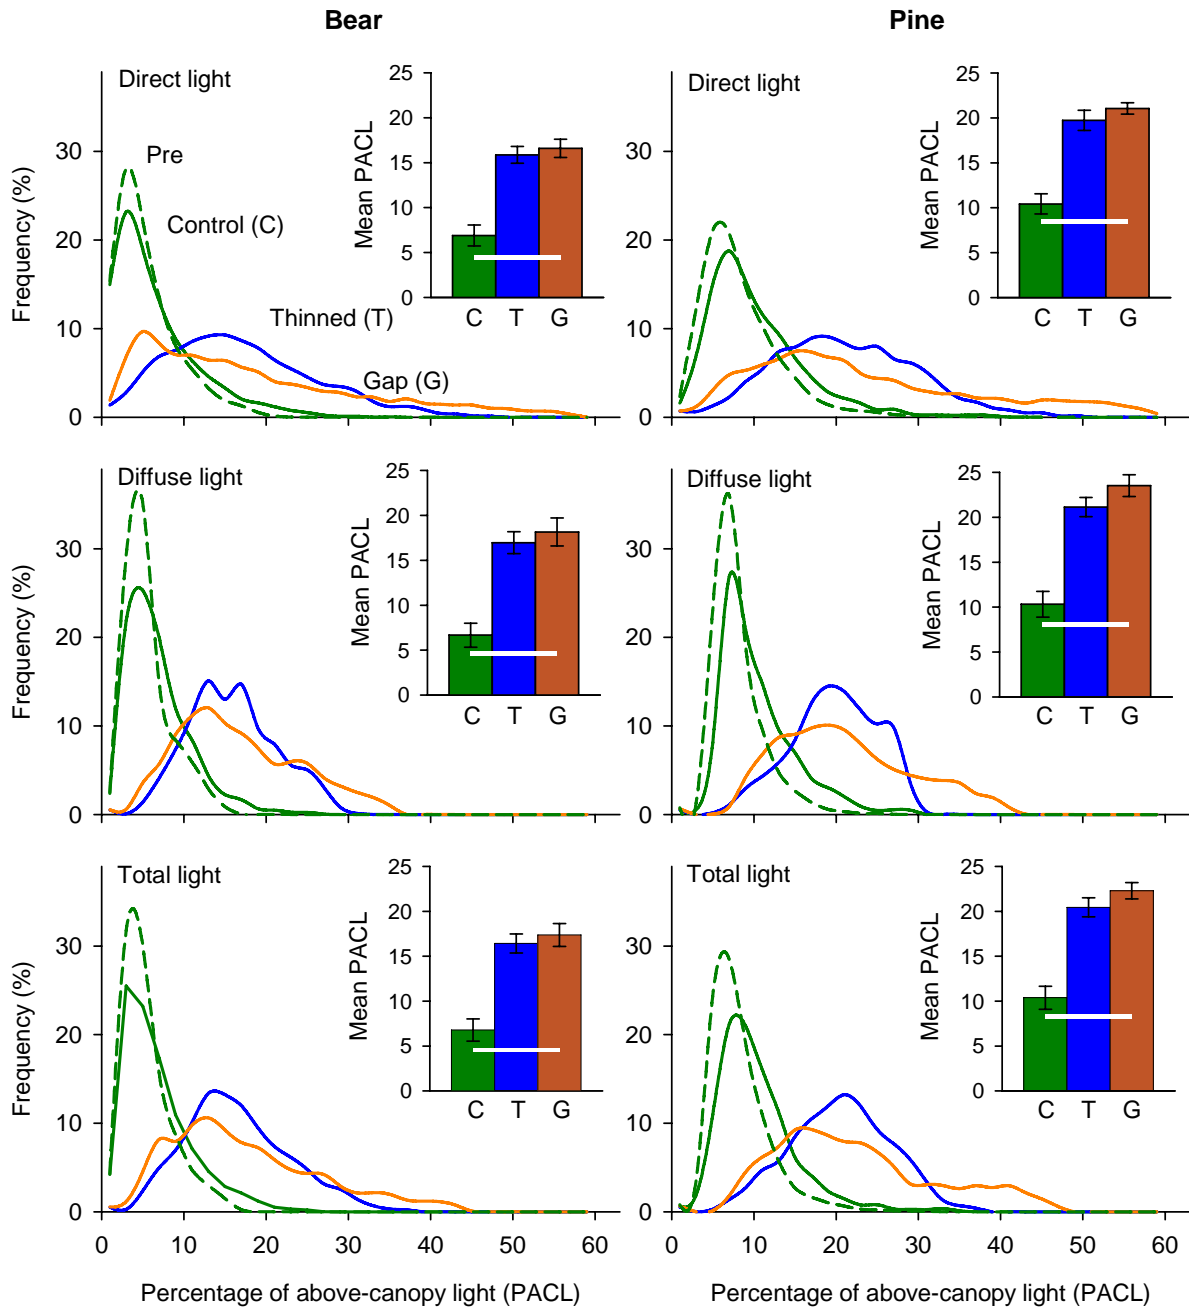 Bear
Pine
Direct light
Pre
Control (C)
Thinned (T)
Gap (G)
Frequency (%)
30
20
10
0
Mean PACL
25
20
15
10
5
0
C T G
Direct light
30
20
10
0
Mean PACL
25
20
15
10
5
0
C T G
Diffuse light
Frequency (%)
30
20
10
0
Mean PACL
25
20
15
10
5
0
C T G
Diffuse light
30
20
10
0
Mean PACL
25
20
15
10
5
0
C T G
Total light
Frequency (%)
30
20
10
0
Mean PACL
25
20
15
10
5
0
C T G
0 10 20 30 40 50 60
Percentage of above-canopy light (PACL)
Total light
30
20
10
0
Mean PACL
25
20
15
10
5
0
C T G
0 10 20 30 40 50 60
Percentage of above-canopy light (PACL)